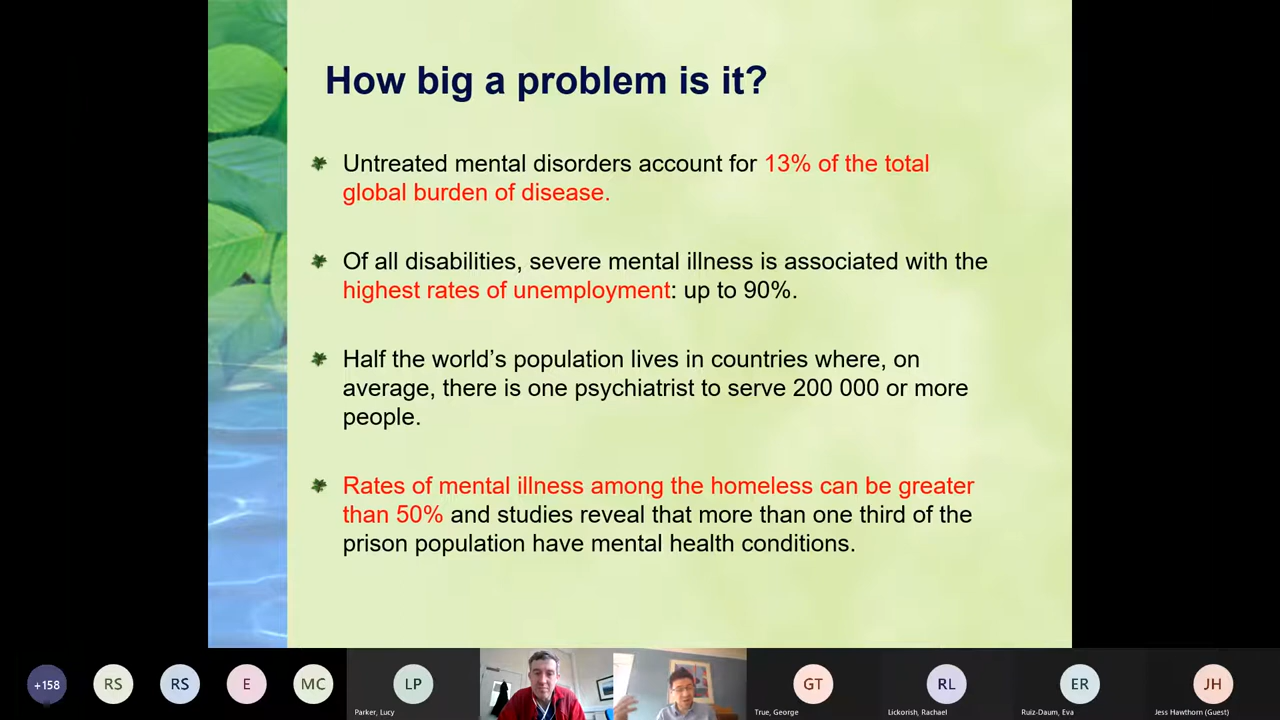 How big a problem is it?
Untreated mental disorders account for 13% of the total
global burden of disease.
Of all disabilities, severe mental illness is associated with the
highest rates of unemployment: up to 90%.
Half the world's population lives in countries where, on
average, there is one psychiatrist to serve 200 000 or more
people.
Rates of mental illness among the homeless can be greater
than 50% and studies reveal that more than one third of the
prison population have mental health conditions.
+158
RS
RS
E
MC
LP
GT
RL
ER
JH
Parker, Lucy
True, George
Lickorish, Rachael
Ruiz-Daum, Eva
Jess Hawthorn (Guest)